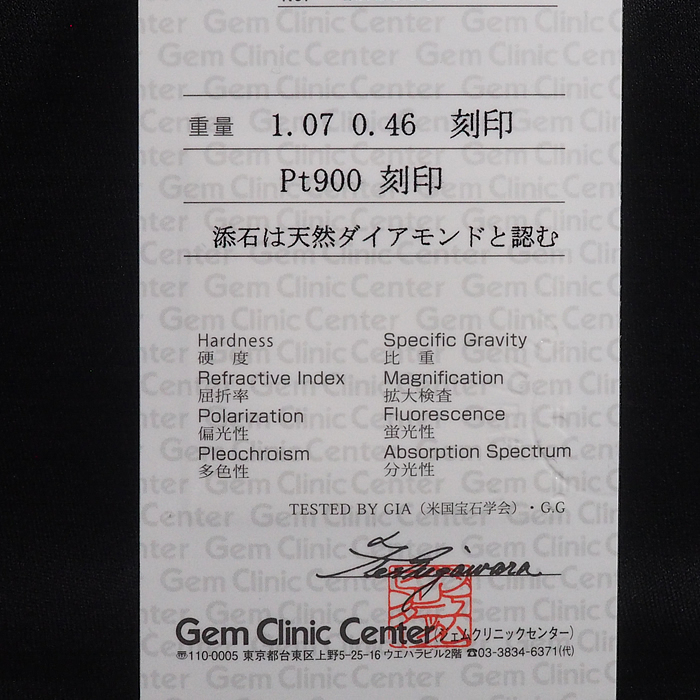 重量 1.07 0.46 刻印
Pt900 刻印
添石は天然ダイアモンドと認む
Hardness Specific Gravity
硬 度 比 重
Refractive Index Magnification
屈折率 拡大検査
Polarization Fluorescence
偏光性 蛍光性
Pleochroism Absorption Spectrum
多色性 分光性
TESTED BY GIA (米国宝石学会)・G.G
Gem Clinic Center(ジェムクリニックセンター)
〠110-0005 東京都台東区上野5-25-16 ウエハラビル2階 ☎03-3834-6371(代)